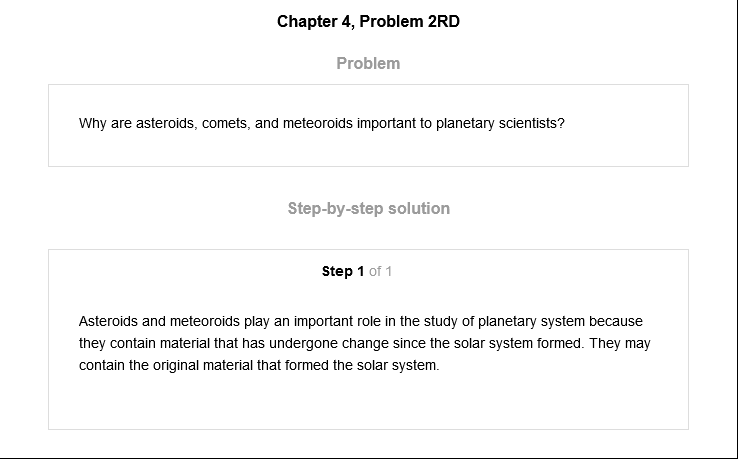 Chapter 4, Problem 2RD
Problem
Why are asteroids, comets, and meteoroids important to planetary scientists?
Step-by-step solution
Step 1 of 1
Asteroids and meteoroids play an important role in the study of planetary system because
they contain material that has undergone change since the solar system formed. They may
contain the original material that formed the solar system.